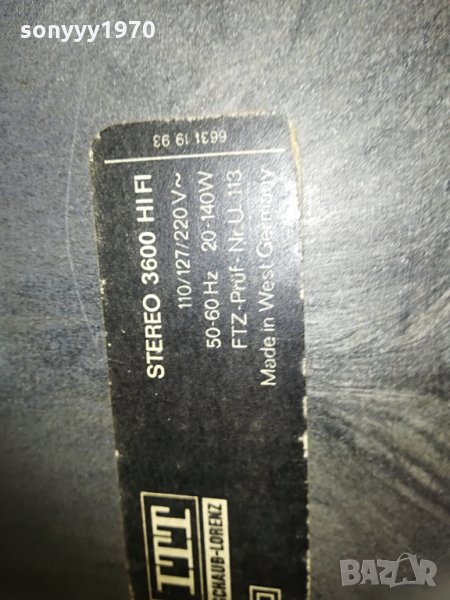 sonyyy1970
6631 19 93
STEREO 3600 HI FI
110/127/220 V~
50-60 Hz 20-140W
FTZ-Prüf-Nr.U 113
Made in West Germany
ITT
SCHAUB-LORENZ
BAZAR